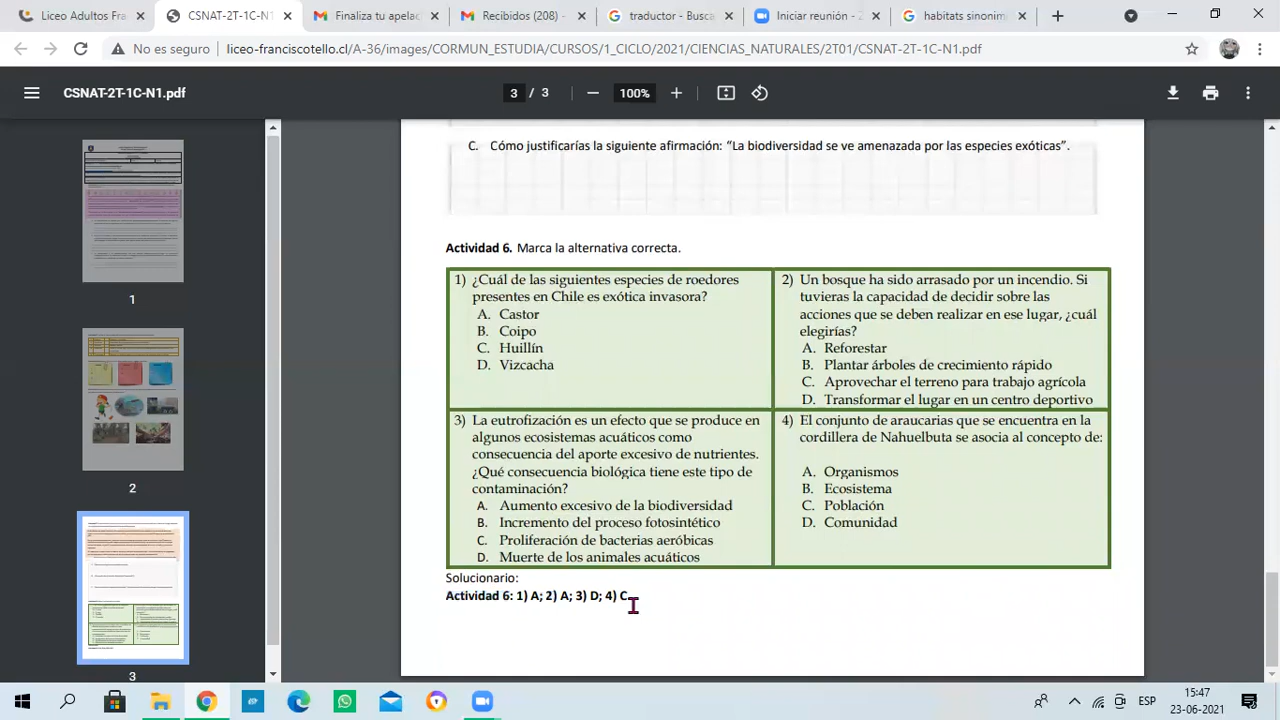 Liceo Adultos Fra
CSNAT-2T-1C-N1
Finaliza tu apelac
Recibidos (208) -
traductor - Busca
Iniciar reunión - Z
habitats sinonim
No es seguro
liceo-franciscotello.cl/A-36/images/CORMUN_ESTUDIA/CURSOS/1_CICLO/2021/CIENCIAS_NATURALES/2T01/CSNAT-2T-1C-N1.pdf
CSNAT-2T-1C-N1.pdf
3 / 3
100%
C. Cómo justificarías la siguiente afirmación: “La biodiversidad se ve amenazada por las especies exóticas”.
Actividad 6. Marca la alternativa correcta.
1) ¿Cuál de las siguientes especies de roedores
presentes en Chile es exótica invasora?
A. Castor
B. Coipo
C. Huillín
D. Vizcacha
2) Un bosque ha sido arrasado por un incendio. Si
tuvieras la capacidad de decidir sobre las
acciones que se deben realizar en ese lugar, ¿cuál
elegirías?
A. Reforestar
B. Plantar árboles de crecimiento rápido
C. Aprovechar el terreno para trabajo agrícola
D. Transformar el lugar en un centro deportivo
3) La eutrofización es un efecto que se produce en
algunos ecosistemas acuáticos como
consecuencia del aporte excesivo de nutrientes.
¿Qué consecuencia biológica tiene este tipo de
contaminación?
A. Aumento excesivo de la biodiversidad
B. Incremento del proceso fotosintético
C. Proliferación de bacterias aeróbicas
D. Muerte de los animales acuáticos
4) El conjunto de araucarias que se encuentra en la
cordillera de Nahuelbuta se asocia al concepto de:
A. Organismos
B. Ecosistema
C. Población
D. Comunidad
Solucionario:
Actividad 6: 1) A; 2) A; 3) D; 4) C
1
2
3
ESP
15:47
23-06-2021